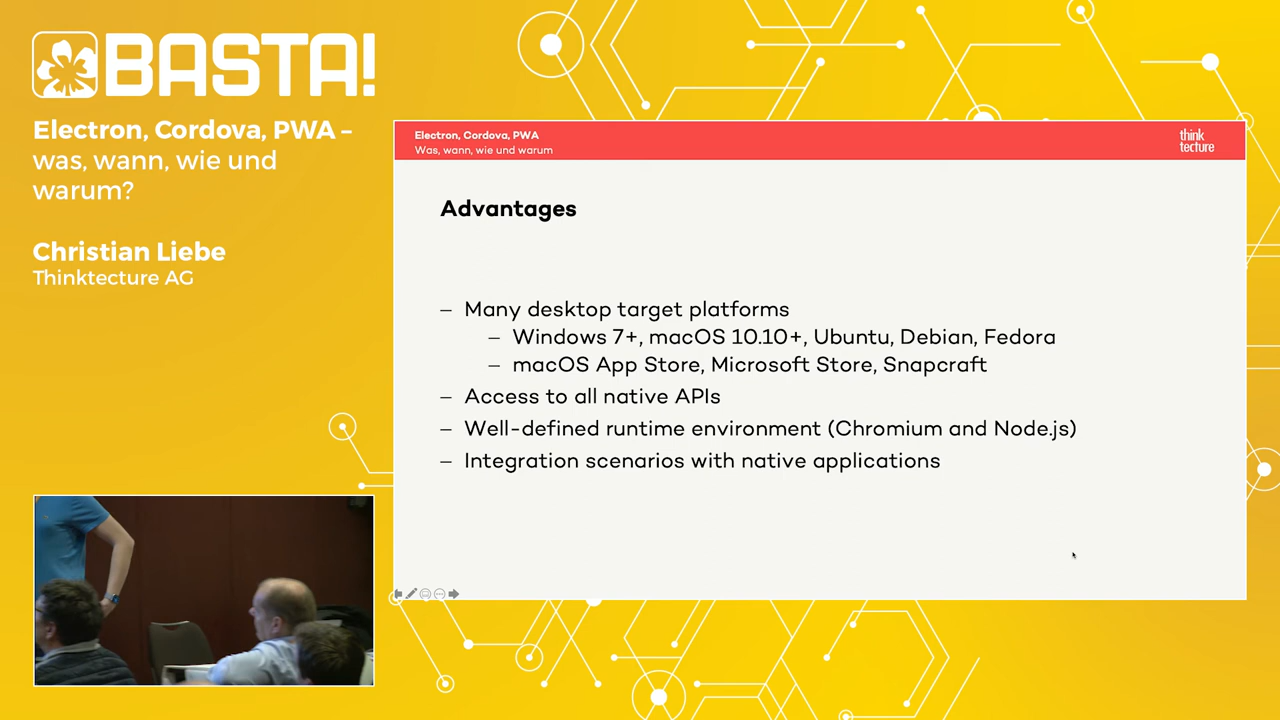 BASTA!
Electron, Cordova, PWA –
was, wann, wie und
warum?
Christian Liebe
Thinktecture AG
Electron, Cordova, PWA
Was, wann, wie und warum
think
tecture
Advantages
– Many desktop target platforms
– Windows 7+, macOS 10.10+, Ubuntu, Debian, Fedora
– macOS App Store, Microsoft Store, Snapcraft
– Access to all native APIs
– Well-defined runtime environment (Chromium and Node.js)
– Integration scenarios with native applications